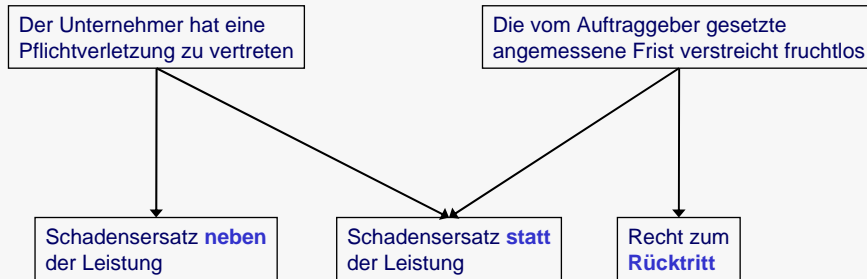 Der Unternehmer hat eine
Pflichtverletzung zu vertreten
Die vom Auftraggeber gesetzte
angemessene Frist verstreicht fruchtlos
Schadensersatz neben
der Leistung
Schadensersatz statt
der Leistung
Recht zum
Rücktritt